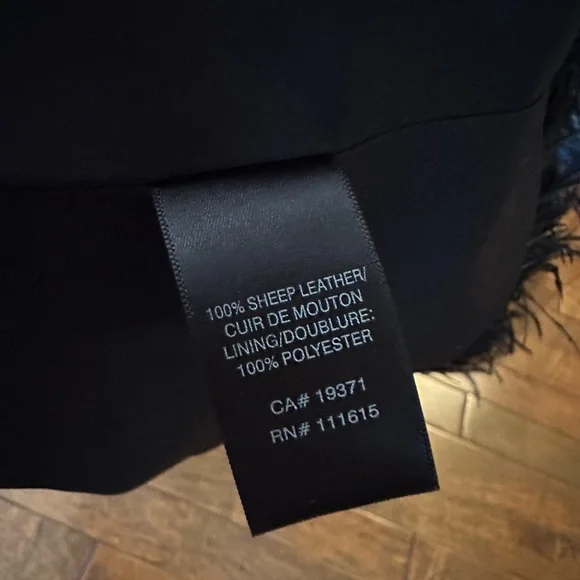 100% SHEEP LEATHER/
CUIR DE MOUTON
LINING/DOUBLURE:
100% POLYESTER
CA# 19371
RN# 111615